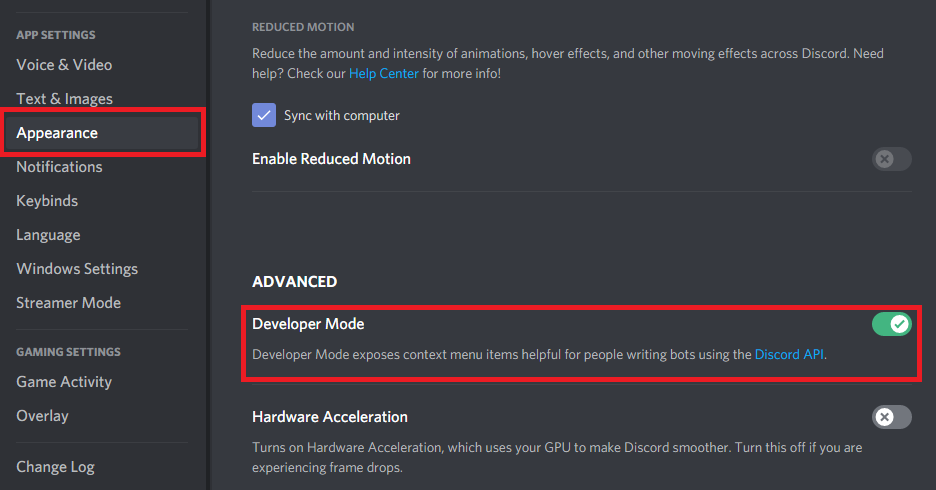 APP SETTINGS
Voice & Video
Text & Images
Appearance
Notifications
Keybinds
Language
Windows Settings
Streamer Mode
GAMING SETTINGS
Game Activity
Overlay
Change Log
REDUCED MOTION
Reduce the amount and intensity of animations, hover effects, and other moving effects across Discord. Need
help? Check our Help Center for more info!
Sync with computer
Enable Reduced Motion
ADVANCED
Developer Mode
Developer Mode exposes context menu items helpful for people writing bots using the Discord API.
Hardware Acceleration
Turns on Hardware Acceleration, which uses your GPU to make Discord smoother. Turn this off if you are
experiencing frame drops.